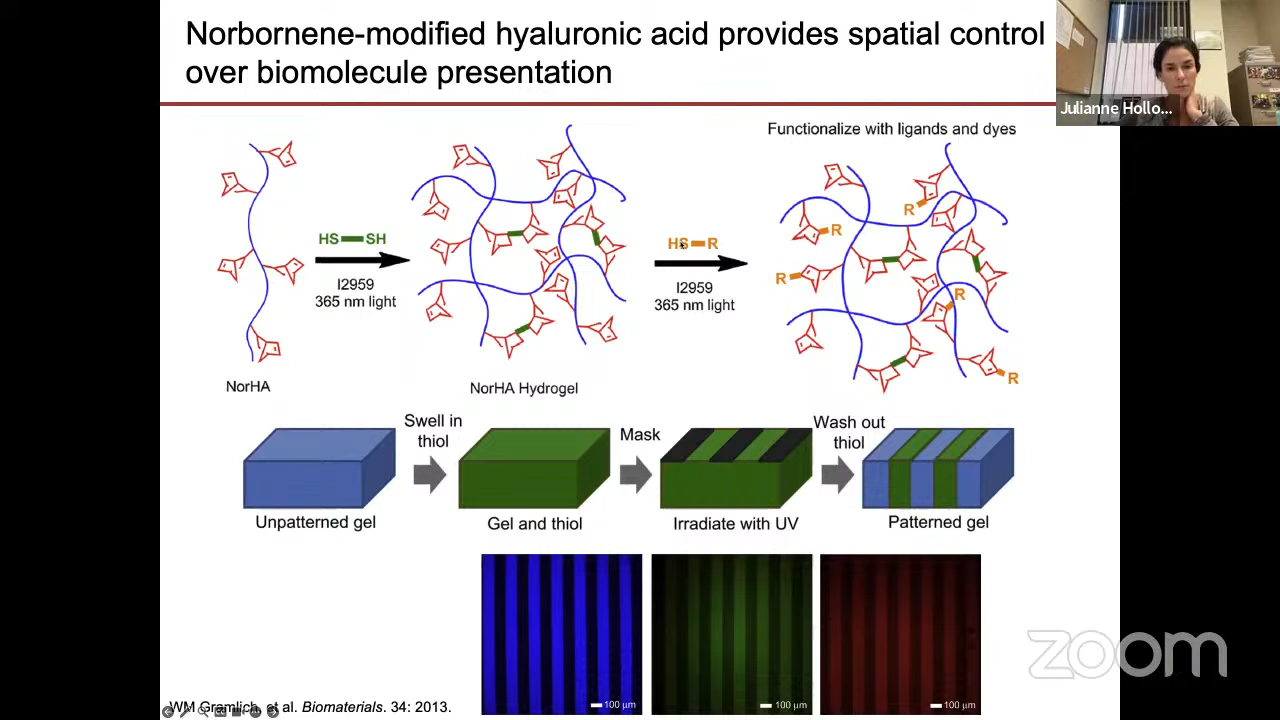 Norbornene-modified hyaluronic acid provides spatial control
over biomolecule presentation
Julianne Hollo...
Functionalize with ligands and dyes
HS SH
I2959
365 nm light
HS R
I2959
365 nm light
R
R
R
R
R
NorHA
NorHA Hydrogel
Swell in
thiol
Mask
Wash out
thiol
Unpatterned gel
Gel and thiol
Irradiate with UV
Patterned gel
100 µm
100 µm
100 µm
zoom
WM Gramlich, et al. Biomaterials. 34: 2013.